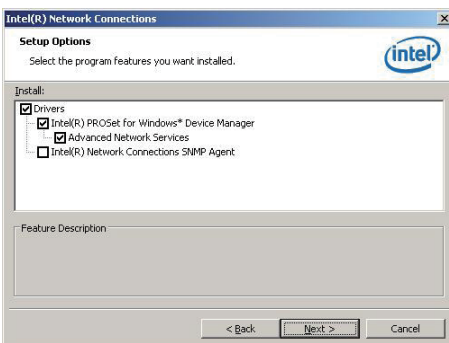 Intel(R) Network Connections
Setup Options
Select the program features you want installed.
intel
Install:
Drivers
Intel(R) PROSet for Windows* Device Manager
Advanced Network Services
Intel(R) Network Connections SNMP Agent
Feature Description
< Back
Next >
Cancel